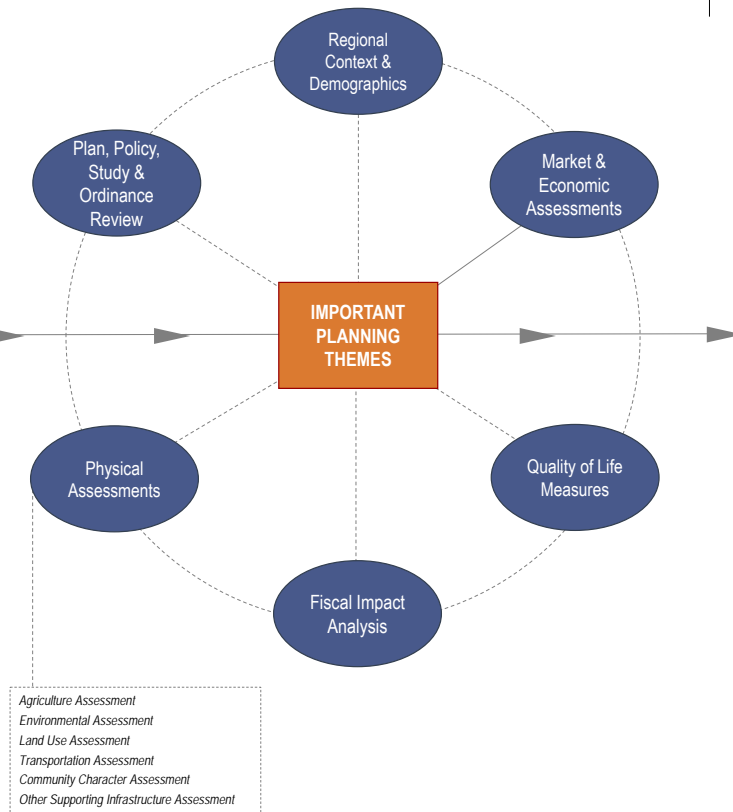 Regional
Context &
Demographics
Plan, Policy,
Study &
Ordinance
Review
Market &
Economic
Assessments
IMPORTANT
PLANNING
THEMES
Physical
Assessments
Quality of Life
Measures
Fiscal Impact
Analysis
Agriculture Assessment
Environmental Assessment
Land Use Assessment
Transportation Assessment
Community Character Assessment
Other Supporting Infrastructure Assessment